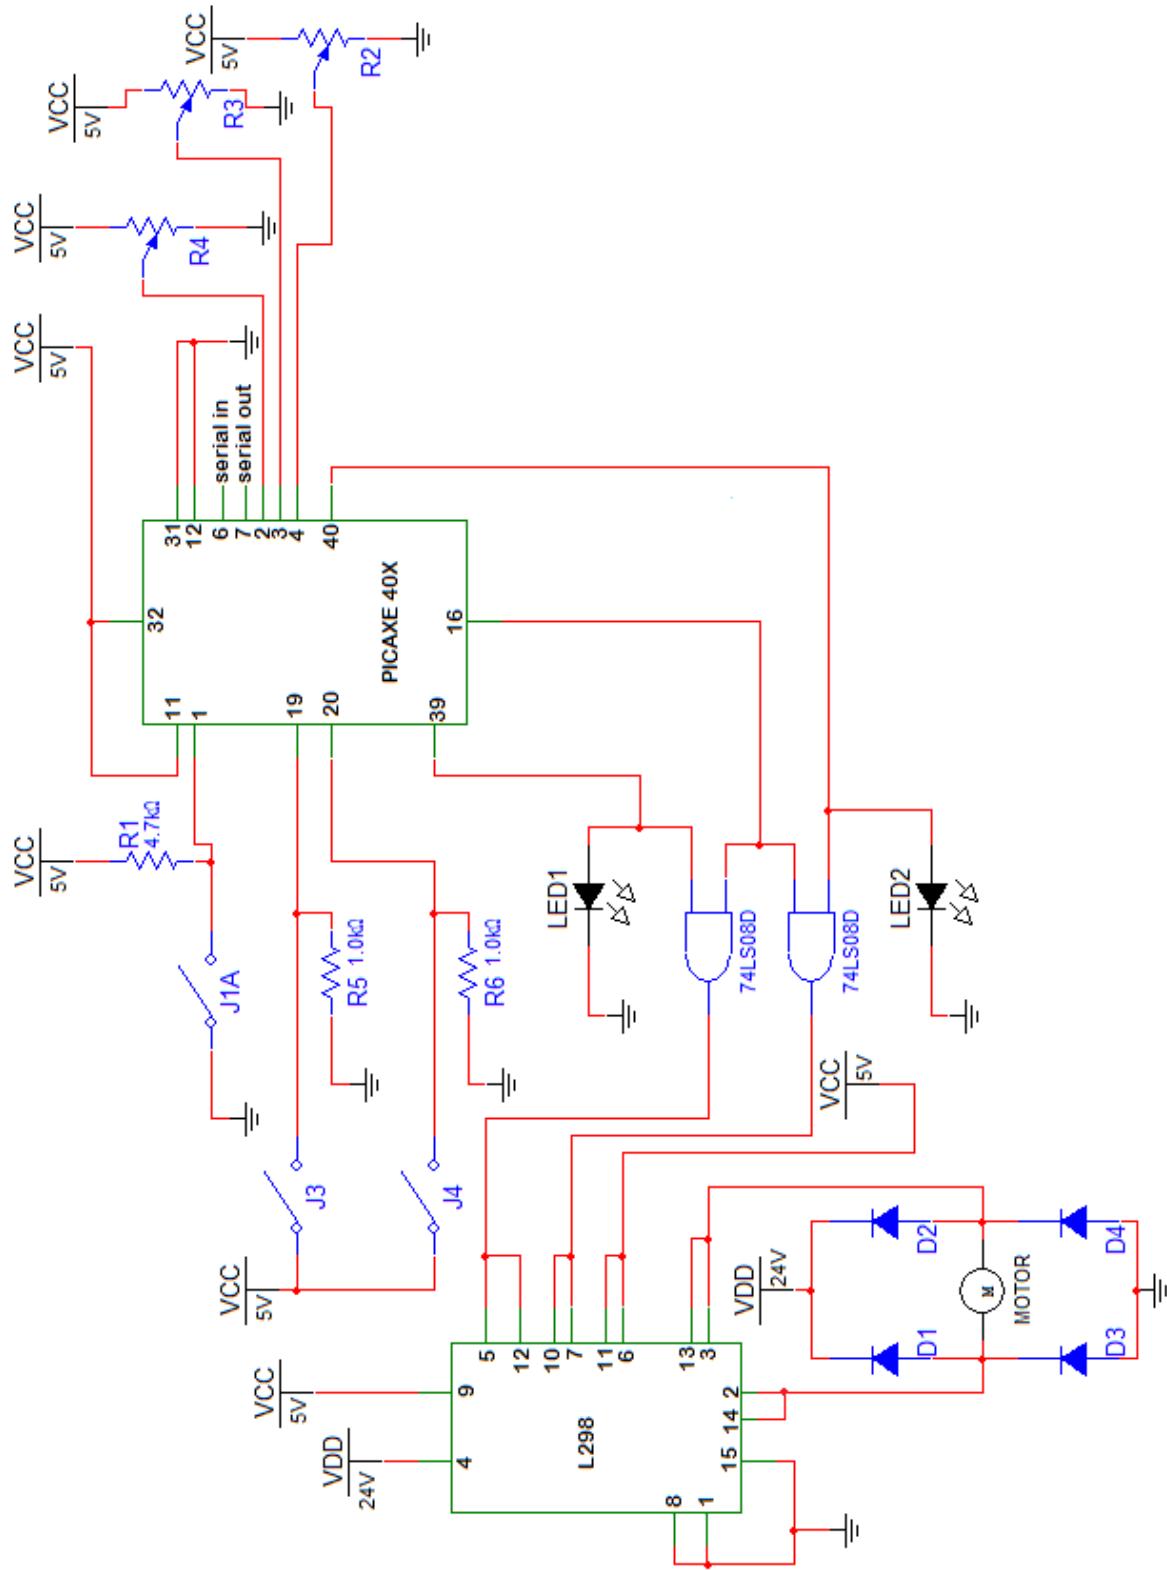 VCC
5V
R2
VCC
5V
R3
VCC
5V
R4
VCC
5V
serial in
serial out
31
12
6
7
2
3
4
40
32
PICAXE 40X
16
11
1
19
20
39
VCC
5V
R1
4.7kΩ
J1A
R5 1.0kΩ
R6 1.0kΩ
J3
J4
VCC
5V
LED1
74LS08D
74LS08D
LED2
VCC
5V
VCC
5V
VDD
24V
9
4
5
12
10
7
11
6
13
3
L298
2
14
15
8
1
VDD
24V
D2
D4
M
MOTOR
D1
D3